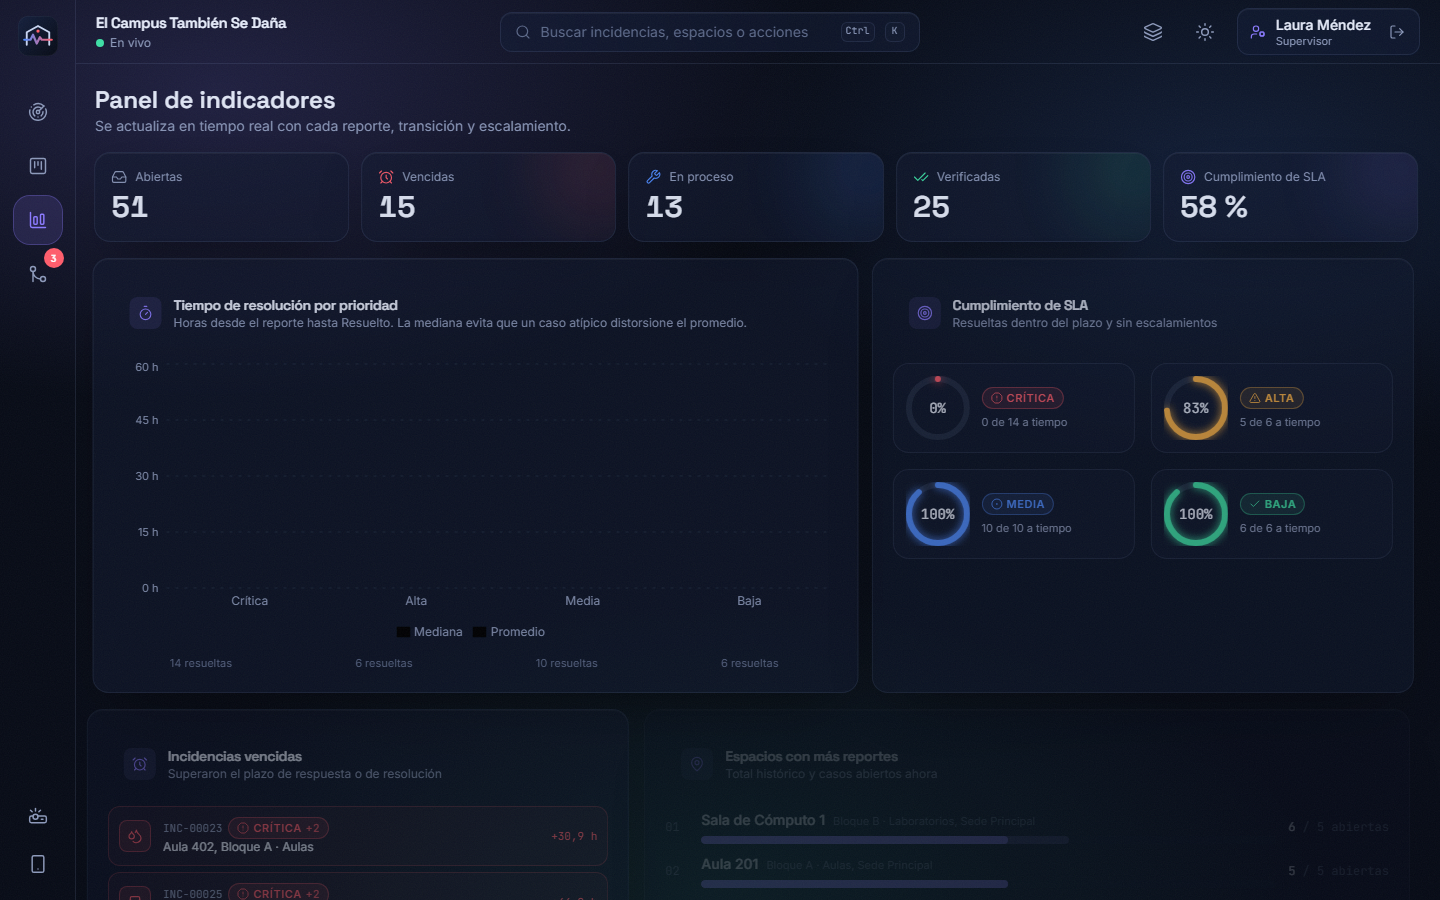 El Campus También Se Daña
En vivo
Buscar incidencias, espacios o acciones
Ctrl K
Laura Méndez
Supervisor
3
Panel de indicadores
Se actualiza en tiempo real con cada reporte, transición y escalamiento.
Abiertas
51
Vencidas
15
En proceso
13
Verificadas
25
Cumplimiento de SLA
58 %
Tiempo de resolución por prioridad
Horas desde el reporte hasta Resuelto. La mediana evita que un caso atípico distorsione el promedio.
60 h
45 h
30 h
15 h
0 h
Crítica Alta Media Baja
Mediana Promedio
14 resueltas 6 resueltas 10 resueltas 6 resueltas
Cumplimiento de SLA
Resueltas dentro del plazo y sin escalamientos
0%
CRÍTICA
0 de 14 a tiempo
83%
ALTA
5 de 6 a tiempo
100%
MEDIA
10 de 10 a tiempo
100%
BAJA
6 de 6 a tiempo
Incidencias vencidas
Superaron el plazo de respuesta o de resolución
INC-00023 CRÍTICA +2
Aula 402, Bloque A · Aulas
+30,9 h
INC-00025 CRÍTICA +2
Espacios con más reportes
Total histórico y casos abiertos ahora
01 Sala de Cómputo 1 Bloque B · Laboratorios, Sede Principal
6 / 5 abiertas
02 Aula 201 Bloque A · Aulas, Sede Principal
5 / 5 abiertas